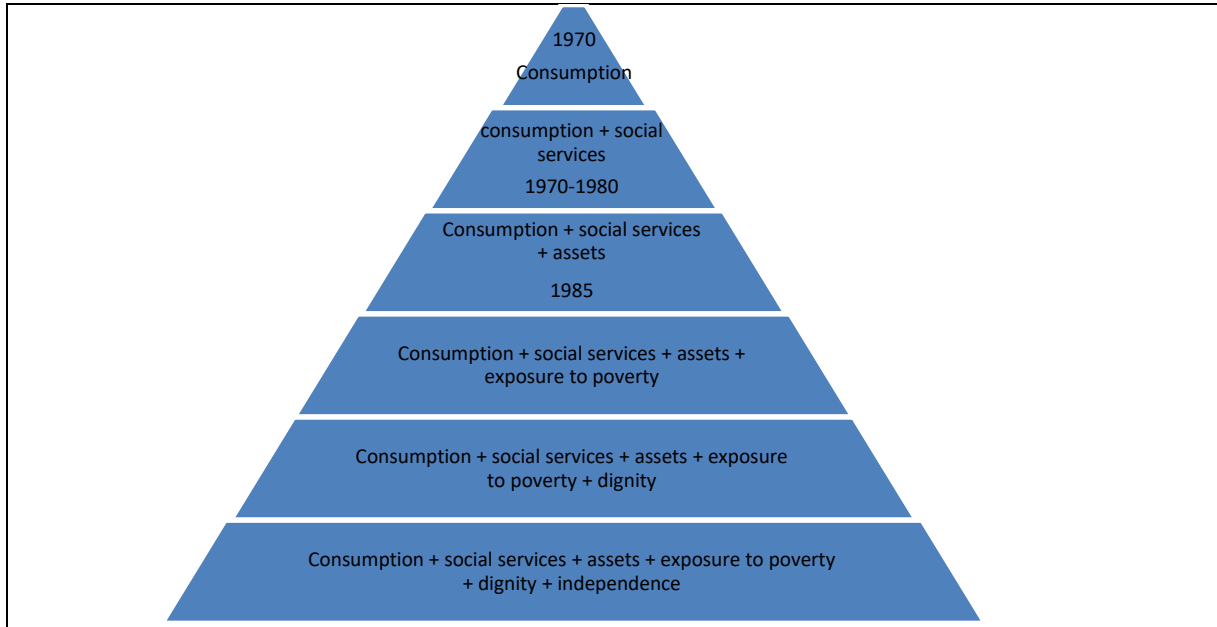 1970
Consumption
consumption + social
services
1970-1980
Consumption + social services
+ assets
1985
Consumption + social services + assets +
exposure to poverty
Consumption + social services + assets + exposure
to poverty + dignity
Consumption + social services + assets + exposure to poverty
+ dignity + independence